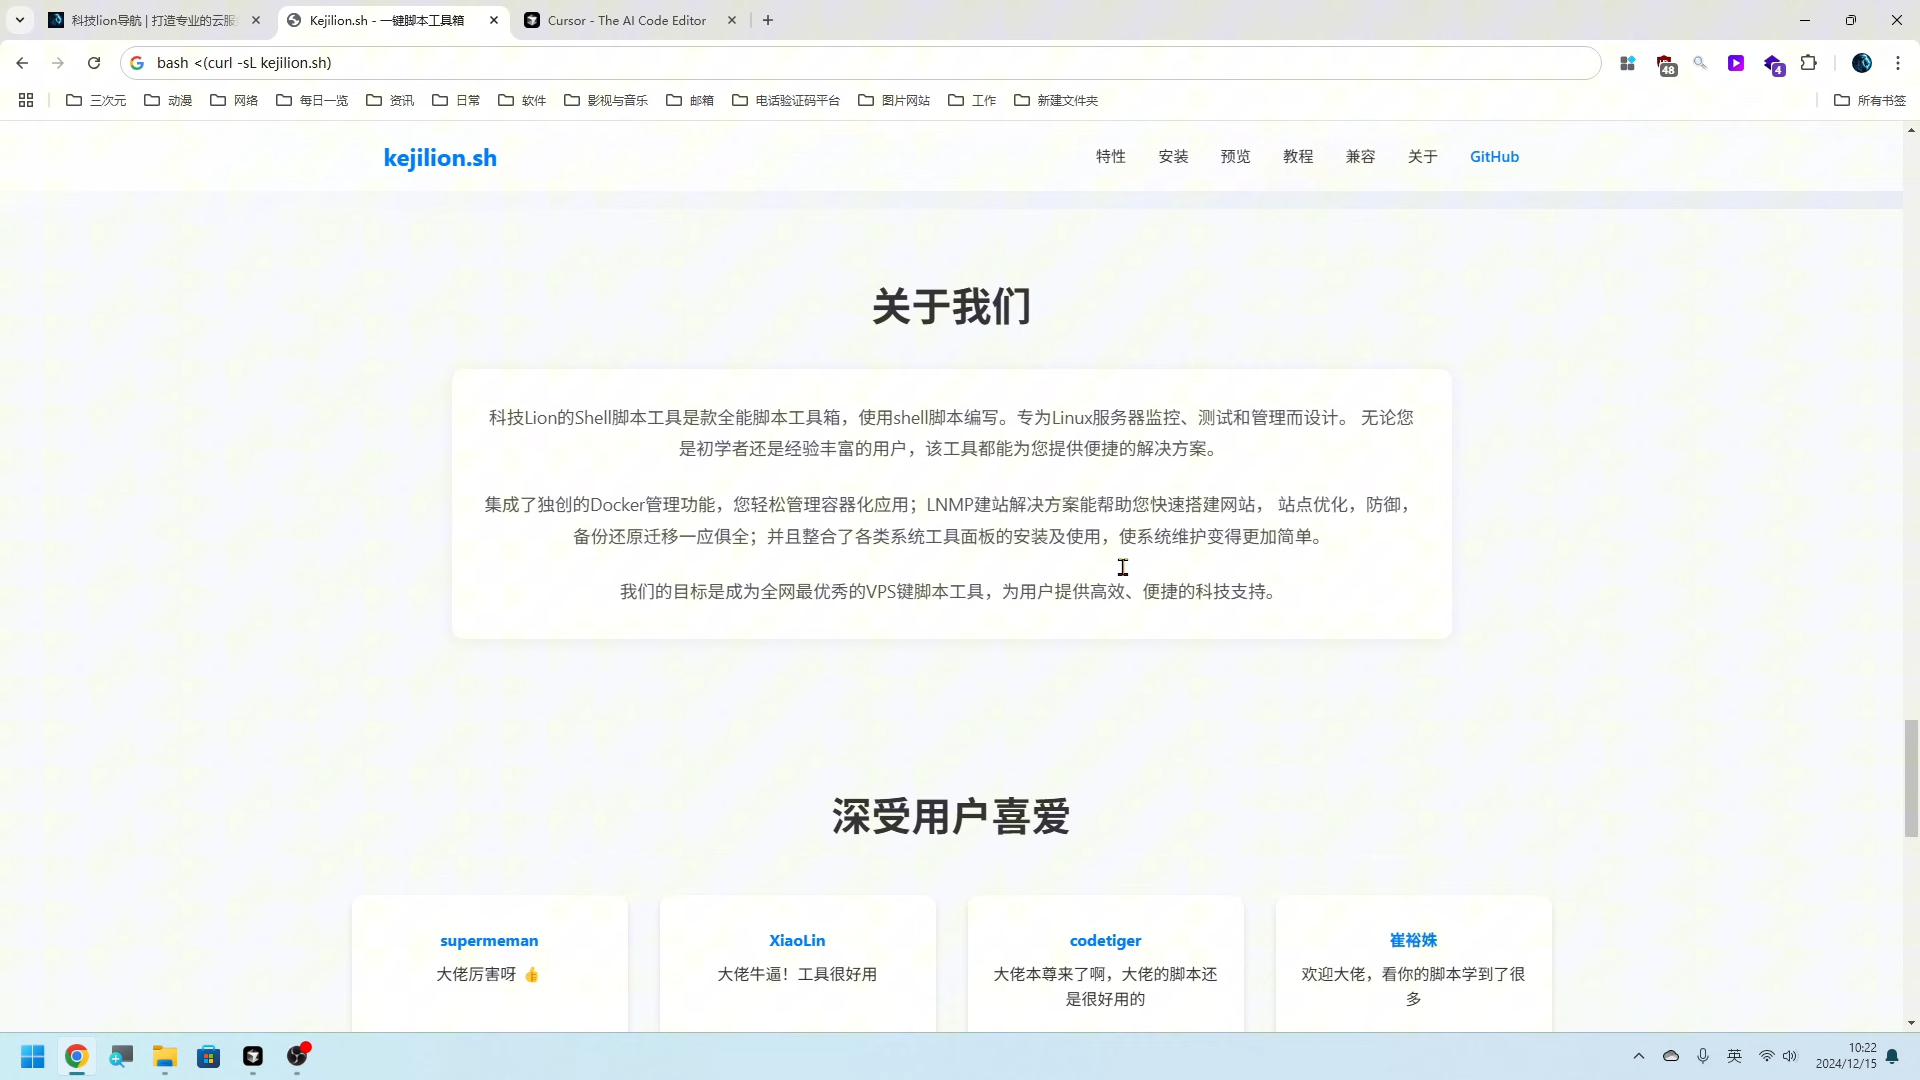 科技lion导航 | 打造专业的云服
Kejilion.sh - 一键脚本工具箱
Cursor - The AI Code Editor
bash <(curl -sL kejilion.sh)
48
4
三次元
动漫
网络
每日一览
资讯
日常
软件
影视与音乐
邮箱
电话验证码平台
图片网站
工作
新建文件夹
所有书签
kejilion.sh
特性
安装
预览
教程
兼容
关于
GitHub
关于我们
科技Lion的Shell脚本工具是款全能脚本工具箱，使用shell脚本编写。专为Linux服务器监控、测试和管理而设计。 无论您
是初学者还是经验丰富的用户，该工具都能为您提供便捷的解决方案。
集成了独创的Docker管理功能，您轻松管理容器化应用；LNMP建站解决方案能帮助您快速搭建网站， 站点优化，防御，
备份还原迁移一应俱全；并且整合了各类系统工具面板的安装及使用，使系统维护变得更加简单。
我们的目标是成为全网最优秀的VPS键脚本工具，为用户提供高效、便捷的科技支持。
深受用户喜爱
supermeman
大佬厉害呀 👍
XiaoLin
大佬牛逼！工具很好用
codetiger
大佬本尊来了啊，大佬的脚本还
是很好用的
崔裕姝
欢迎大佬，看你的脚本学到了很
多
英
10:22
2024/12/15